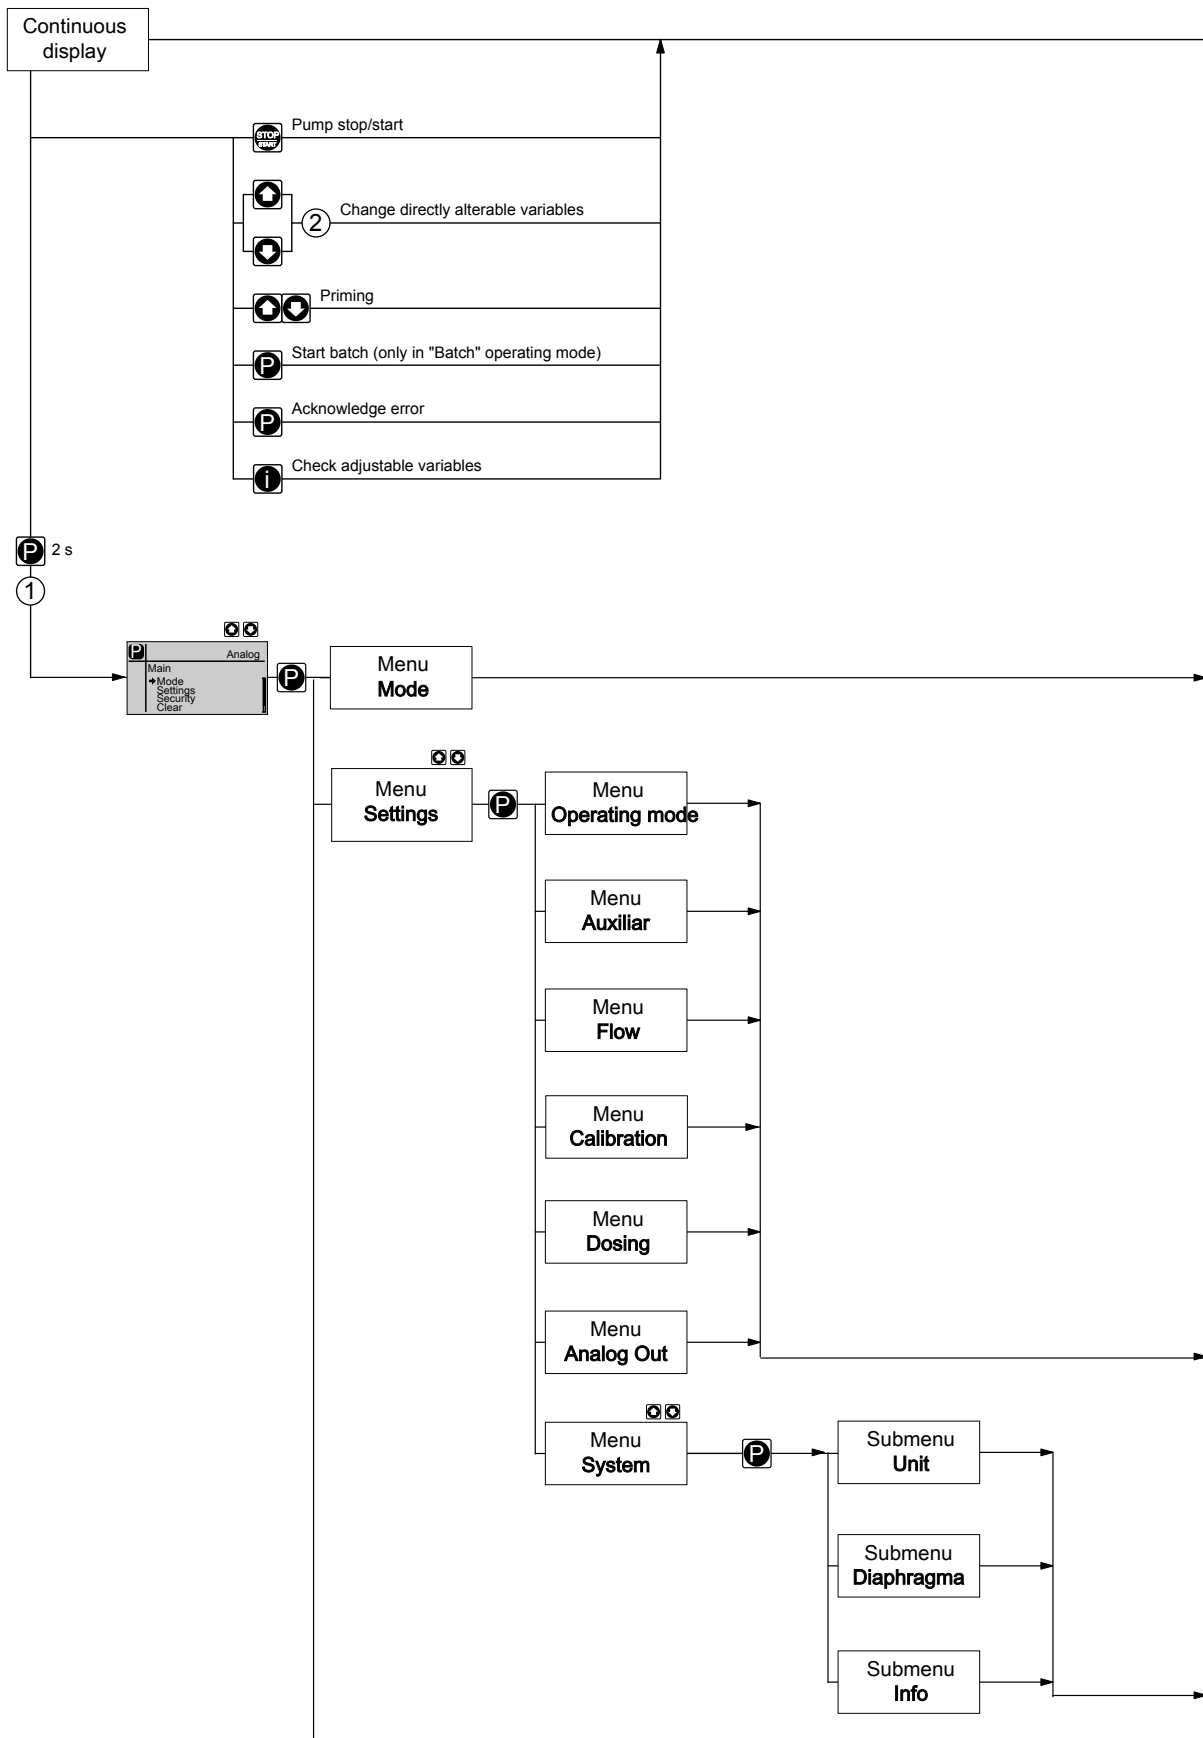 Continuous
display
STOP
START
Pump stop/start
2
Change directly alterable variables
Priming
P
Start batch (only in "Batch" operating mode)
P
Acknowledge error
i
Check adjustable variables
P
2 s
1
P
Analog
Main
Mode
Settings
Security
Clear
P
Menu
Mode
Menu
Settings
P
Menu
Operating mode
Menu
Auxiliar
Menu
Flow
Menu
Calibration
Menu
Dosing
Menu
Analog Out
Menu
System
P
Submenu
Unit
Submenu
Diaphragma
Submenu
Info